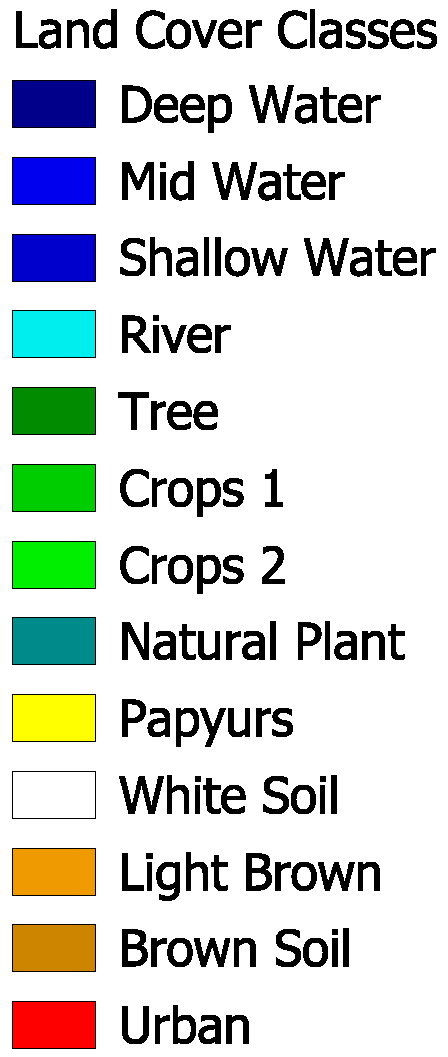 Land Cover Classes
Deep Water
Mid Water
Shallow Water
River
Tree
Crops 1
Crops 2
Natural Plant
Papyurs
White Soil
Light Brown
Brown Soil
Urban